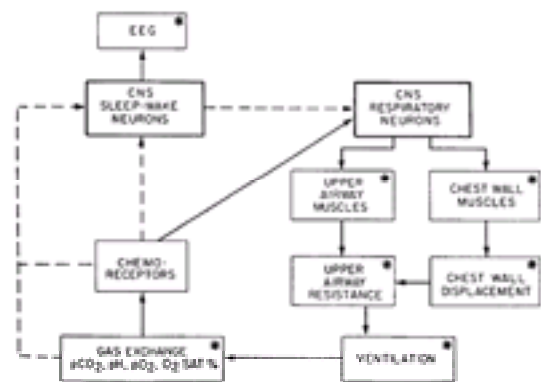 EEG
CNS
SLEEP-WAKE
NEURONS
CNS
RESPIRATORY
NEURONS
UPPER
AIRWAY
MUSCLES
CHEST WALL
MUSCLES
CHEMO-
RECEPTORS
UPPER
AIRWAY
RESISTANCE
CHEST WALL
DISPLACEMENT
GAS EXCHANGE
pCO2, pH, pO2, O2 SAT %
VENTILATION